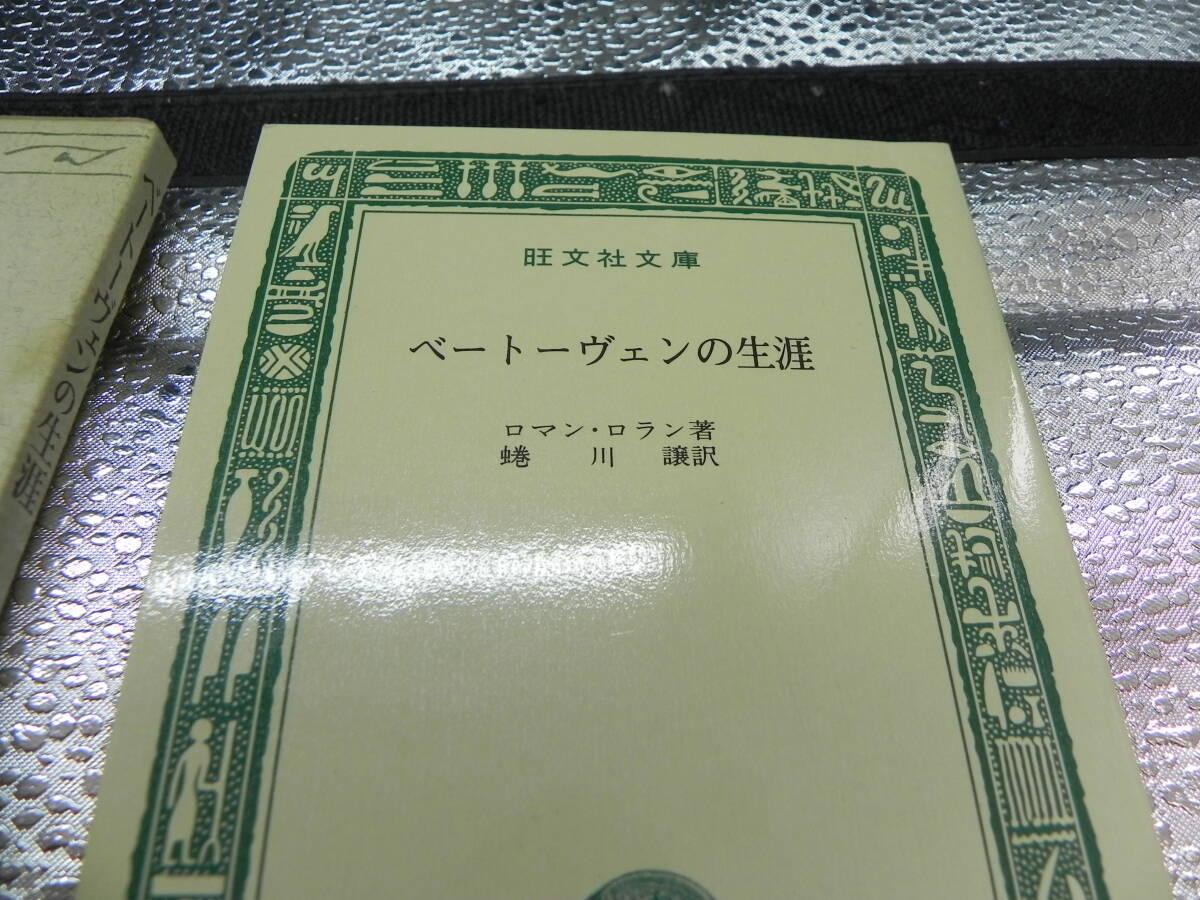 旺文社文庫
ベートーヴェンの生涯
ロマン・ロラン著
蜷川 譲訳
ベートーヴェンの生涯